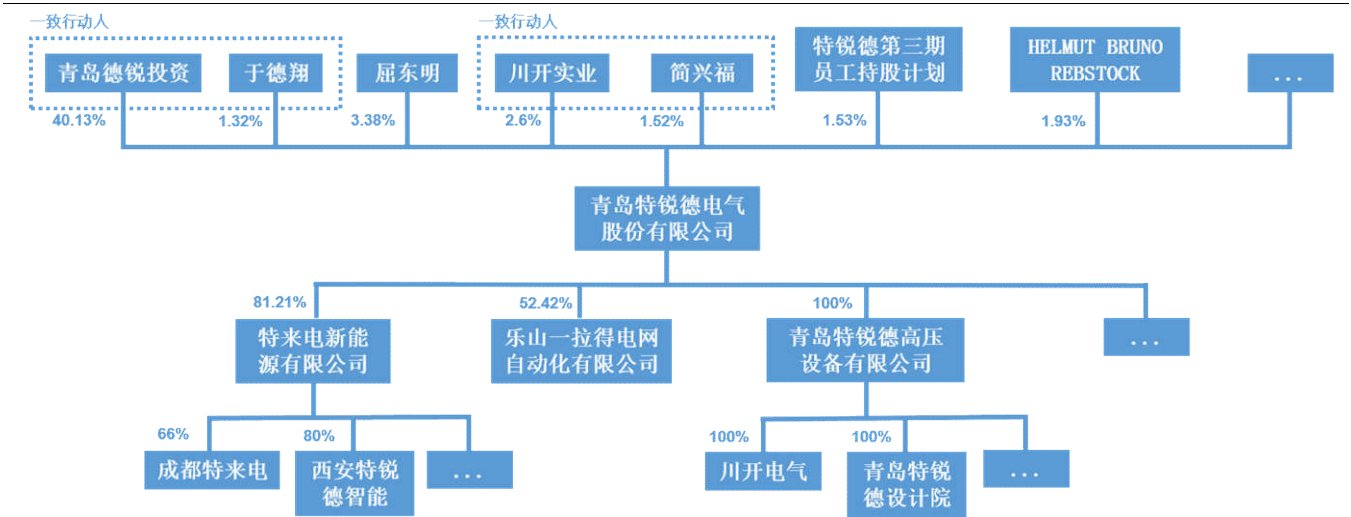 一致行动人
一致行动人
青岛德锐投资
于德翔
屈东明
川开实业
简兴福
特锐德第三期
员工持股计划
HELMUT BRUNO
REBSTOCK
...
40.13%
1.32%
3.38%
2.6%
1.52%
1.53%
1.93%
青岛特锐德电气
股份有限公司
81.21%
52.42%
100%
特来电新能
源有限公司
乐山一拉得电网
自动化有限公司
青岛特锐德高压
设备有限公司
...
66%
80%
100%
100%
成都特来电
西安特锐
德智能
...
川开电气
青岛特锐
德设计院
...